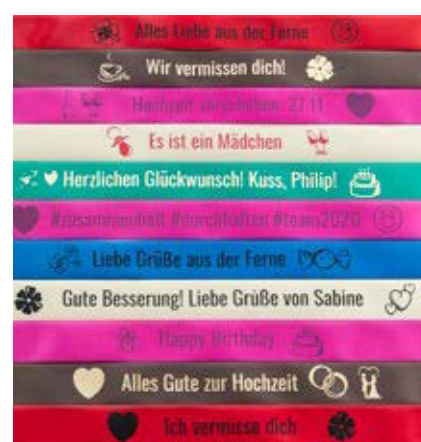 Alles Liebe aus der Ferne
Wir vermissen dich!
Hochzeit verschoben: 27.11
Es ist ein Mädchen
Herzlichen Glückwunsch! Kuss, Philip!
#zusammenhalt #durchhalten #team2020
Liebe Grüße aus der Ferne
Gute Besserung! Liebe Grüße von Sabine
Happy Birthday
Alles Gute zur Hochzeit
Ich vermisse dich